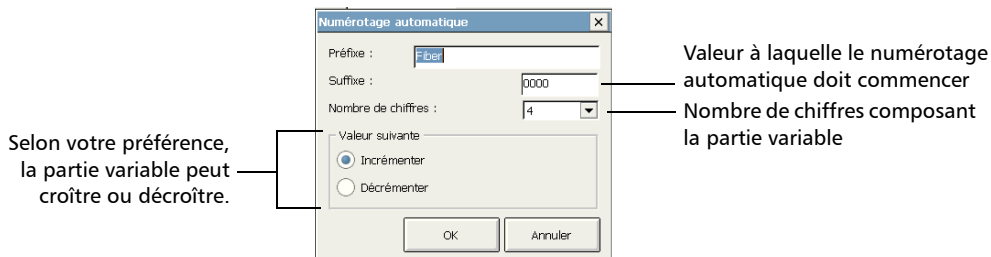 Numérotage automatique
Préfixe :
Fiber
Suffixe :
0000
Nombre de chiffres :
4
Valeur suivante
Incrémenter
Décrémenter
OK
Annuler
Valeur à laquelle le numérotage
automatique doit commencer
Nombre de chiffres composant
la partie variable
Selon votre préférence,
la partie variable peut
croître ou décroître.